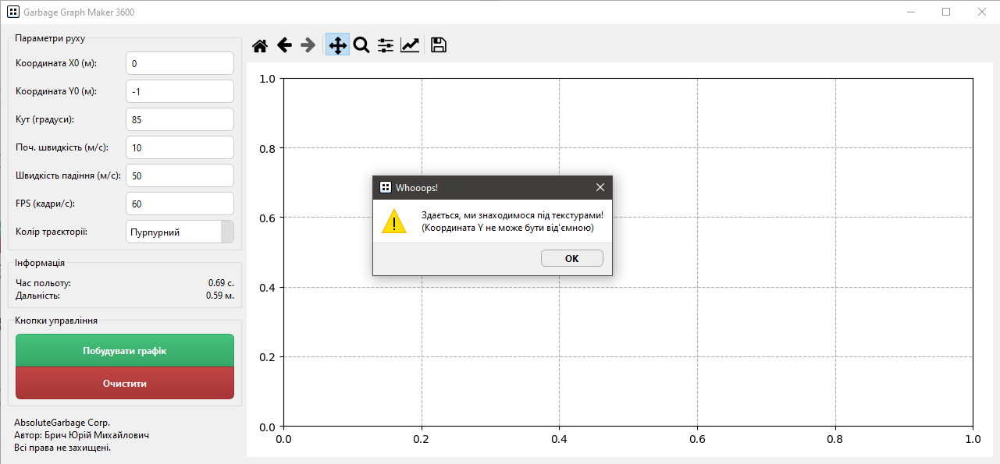 Garbage Graph Maker 3600
Параметри руху
Координата X0 (м): 0
Координата Y0 (м): -1
Кут (градуси): 85
Поч. швидкість (м/с): 10
Швидкість падіння (м/с): 50
FPS (кадри/с): 60
Колір траєкторії: Пурпурний
Інформація
Час польоту: 0.69 с.
Дальність: 0.59 м.
Кнопки управління
Побудувати графік
Очистити
AbsoluteGarbage Corp.
Автор: Брич Юрій Михайлович
Всі права не захищені.
1.0
0.8
0.6
0.4
0.2
0.0
0.0 0.2 0.4 0.6 0.8 1.0
Whooops!
Здається, ми знаходимося під текстурами!
(Координата Y не може бути від'ємною)
OK